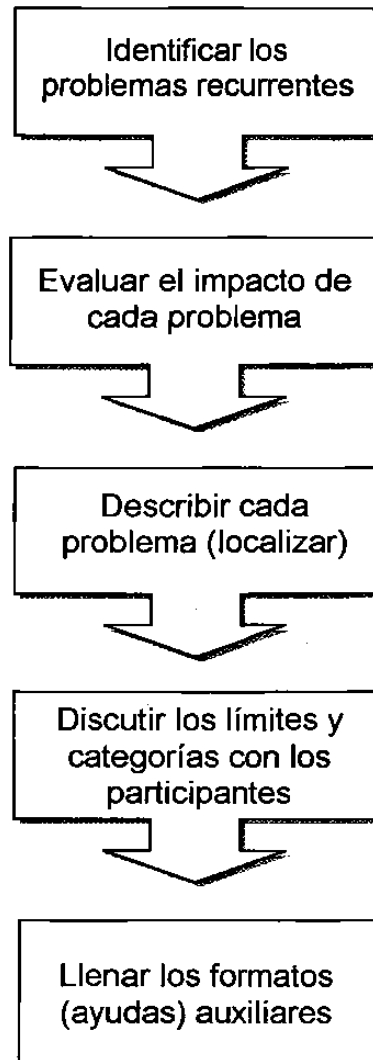 Identificar los
problemas recurrentes
Evaluar el impacto de
cada problema
Describir cada
problema (localizar)
Discutir los límites y
categorías con los
participantes
Llenar los formatos
(ayudas) auxiliares